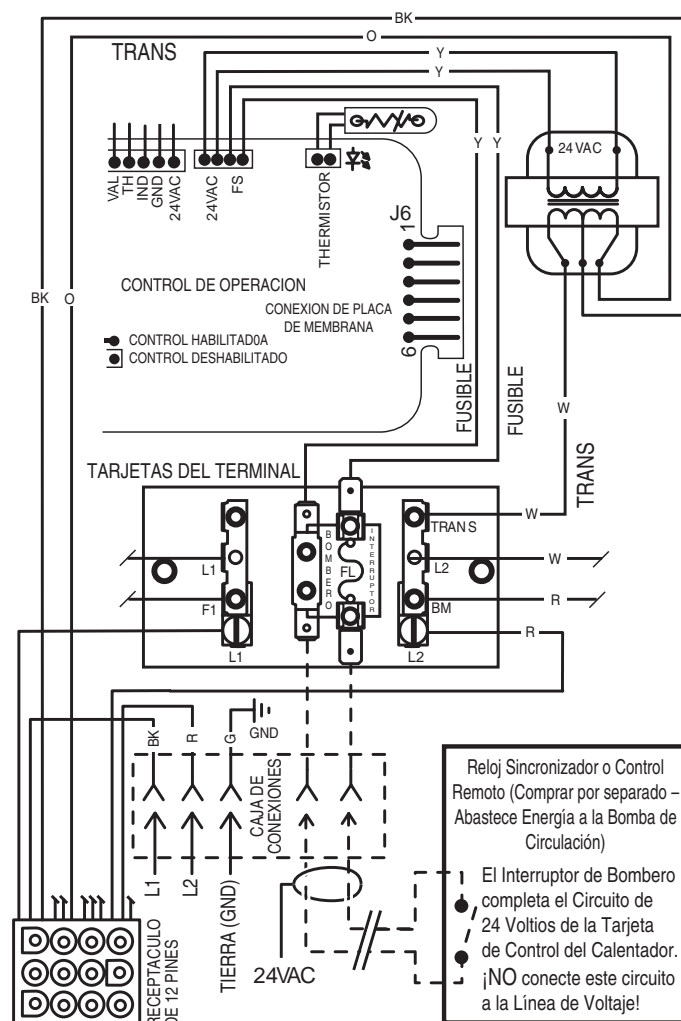 BK
O
TRANS
Y
Y
Y
Y
24VAC
VAL
TH
IND
GND
24VAC
24VAC
FS
THERMISTOR
J6
1
6
CONTROL DE OPERACION
CONEXION DE PLACA
DE MEMBRANA
CONTROL HABILITAD0A
CONTROL DESHABILITADO
BK
O
FUSIBLE
FUSIBLE
W
TRANS
TARJETAS DEL TERMINAL
L1
F1
L1
BOMBERO
INTERRUPTOR
FL
TRANS
L2
BM
L2
W
W
R
R
BK
R
G
GND
CAJA DE
CONEXIONES
L1
L2
TIERRA (GND)
24VAC
RECEPTACULO
DE 12 PINES
Reloj Sincronizador o Control
Remoto (Comprar por separado –
Abastece Energía a la Bomba de
Circulación)
El Interruptor de Bombero
completa el Circuito de
24 Voltios de la Tarjeta
de Control del Calentador.
¡NO conecte este circuito
a la Línea de Voltaje!